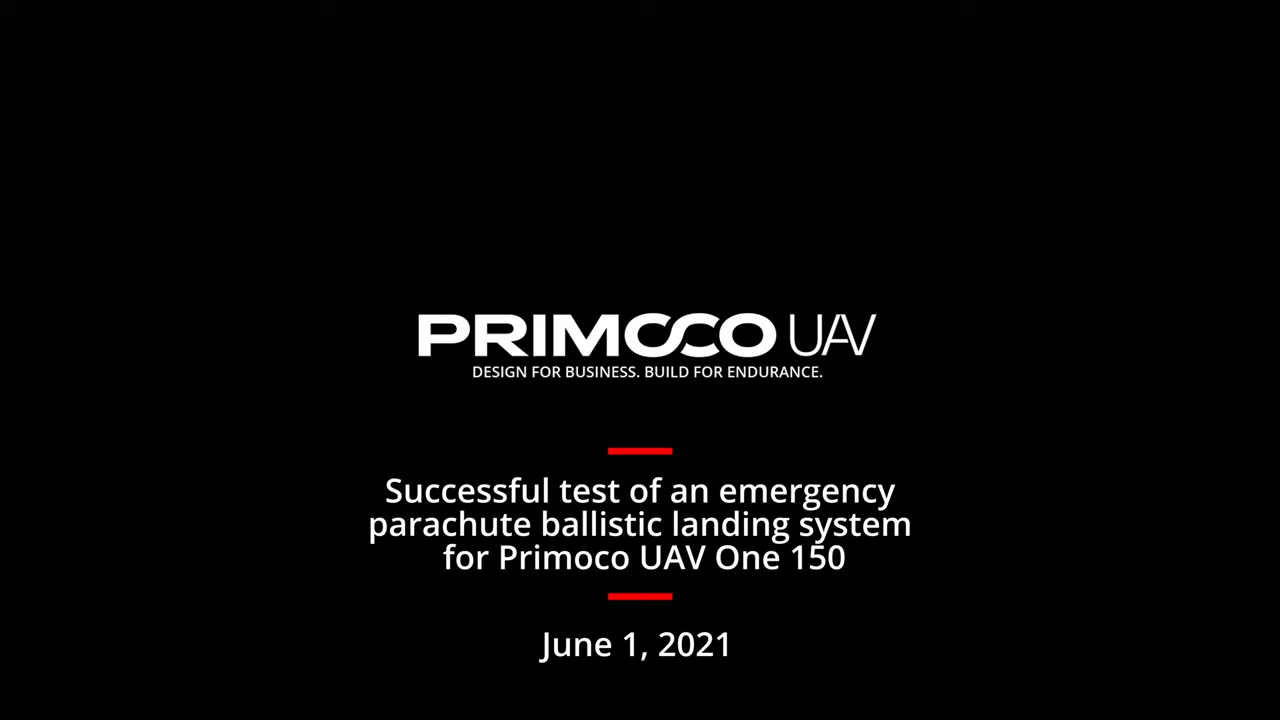 PRIMOCO UAV
DESIGN FOR BUSINESS. BUILD FOR ENDURANCE.
Successful test of an emergency
parachute ballistic landing system
for Primoco UAV One 150
June 1, 2021